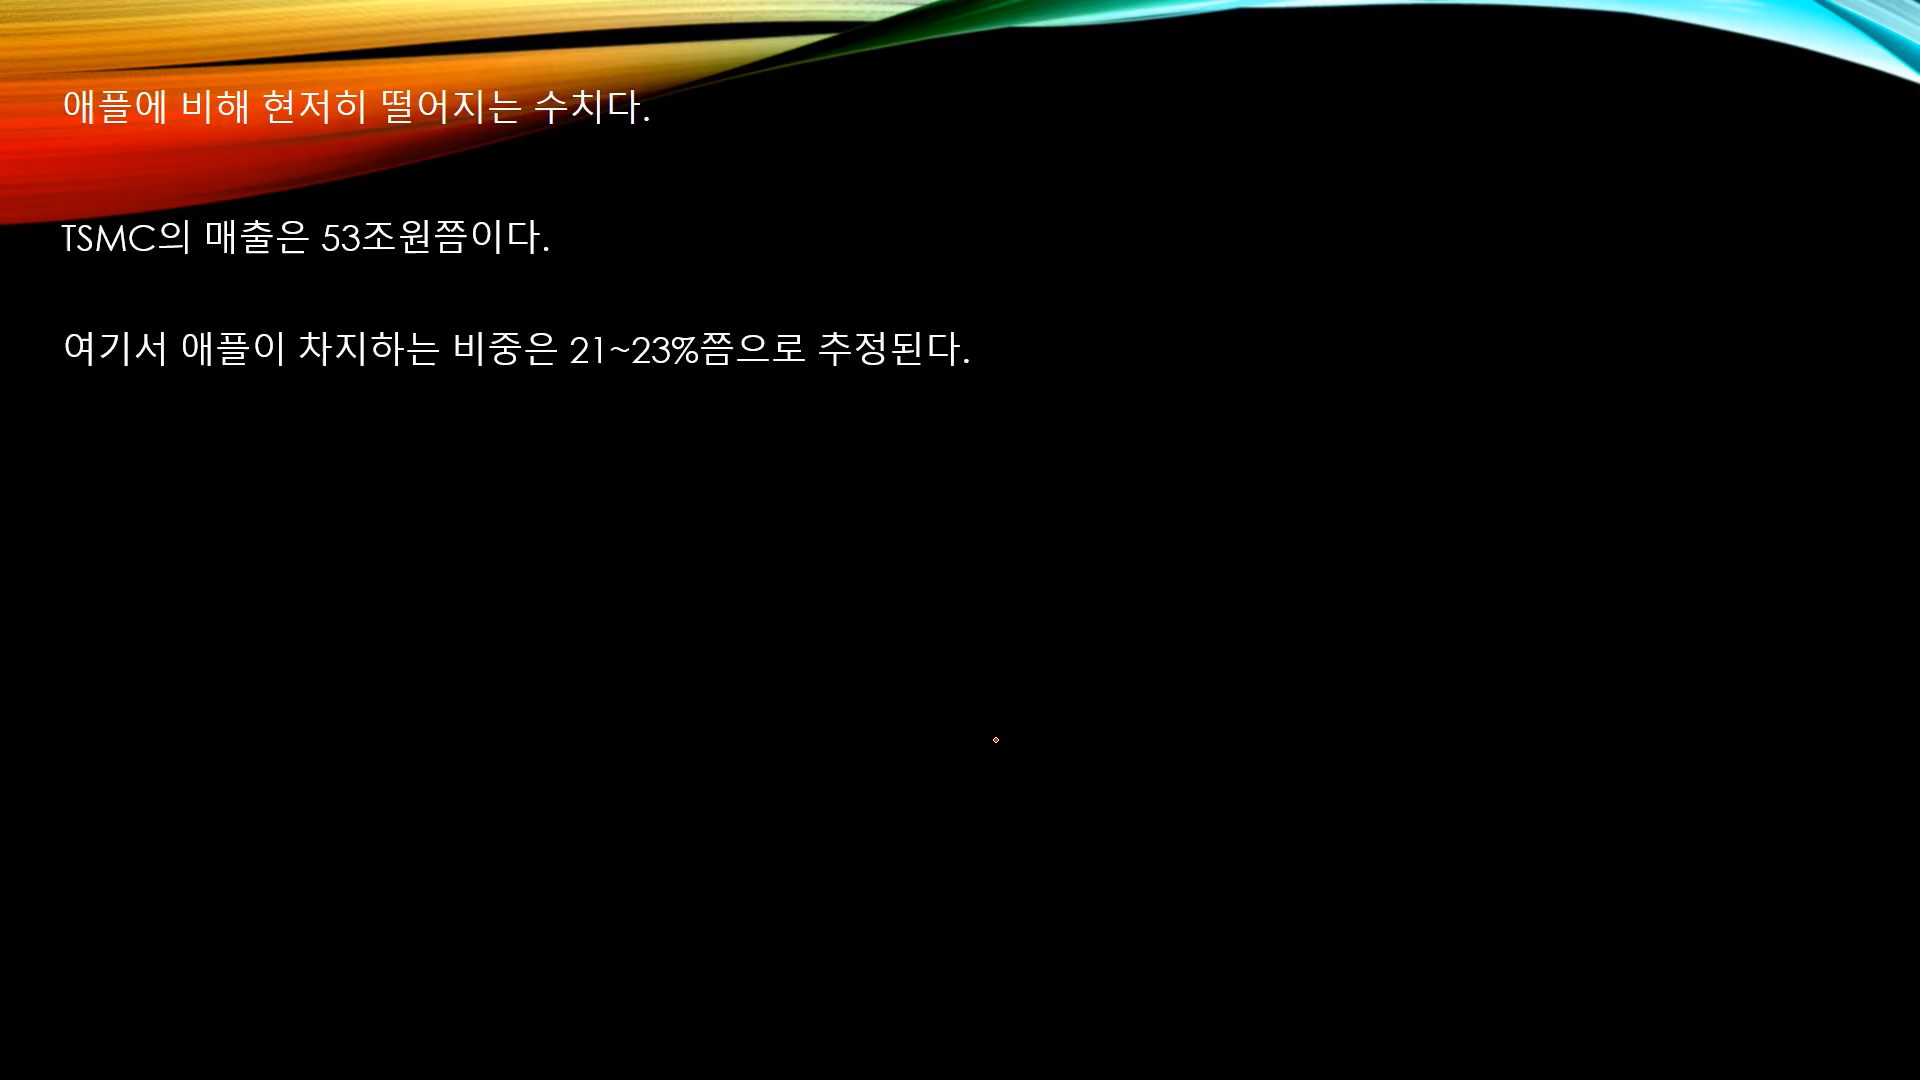 애플에 비해 현저히 떨어지는 수치다.
TSMC의 매출은 53조원쯤이다.
여기서 애플이 차지하는 비중은 21~23%쯤으로 추정된다.